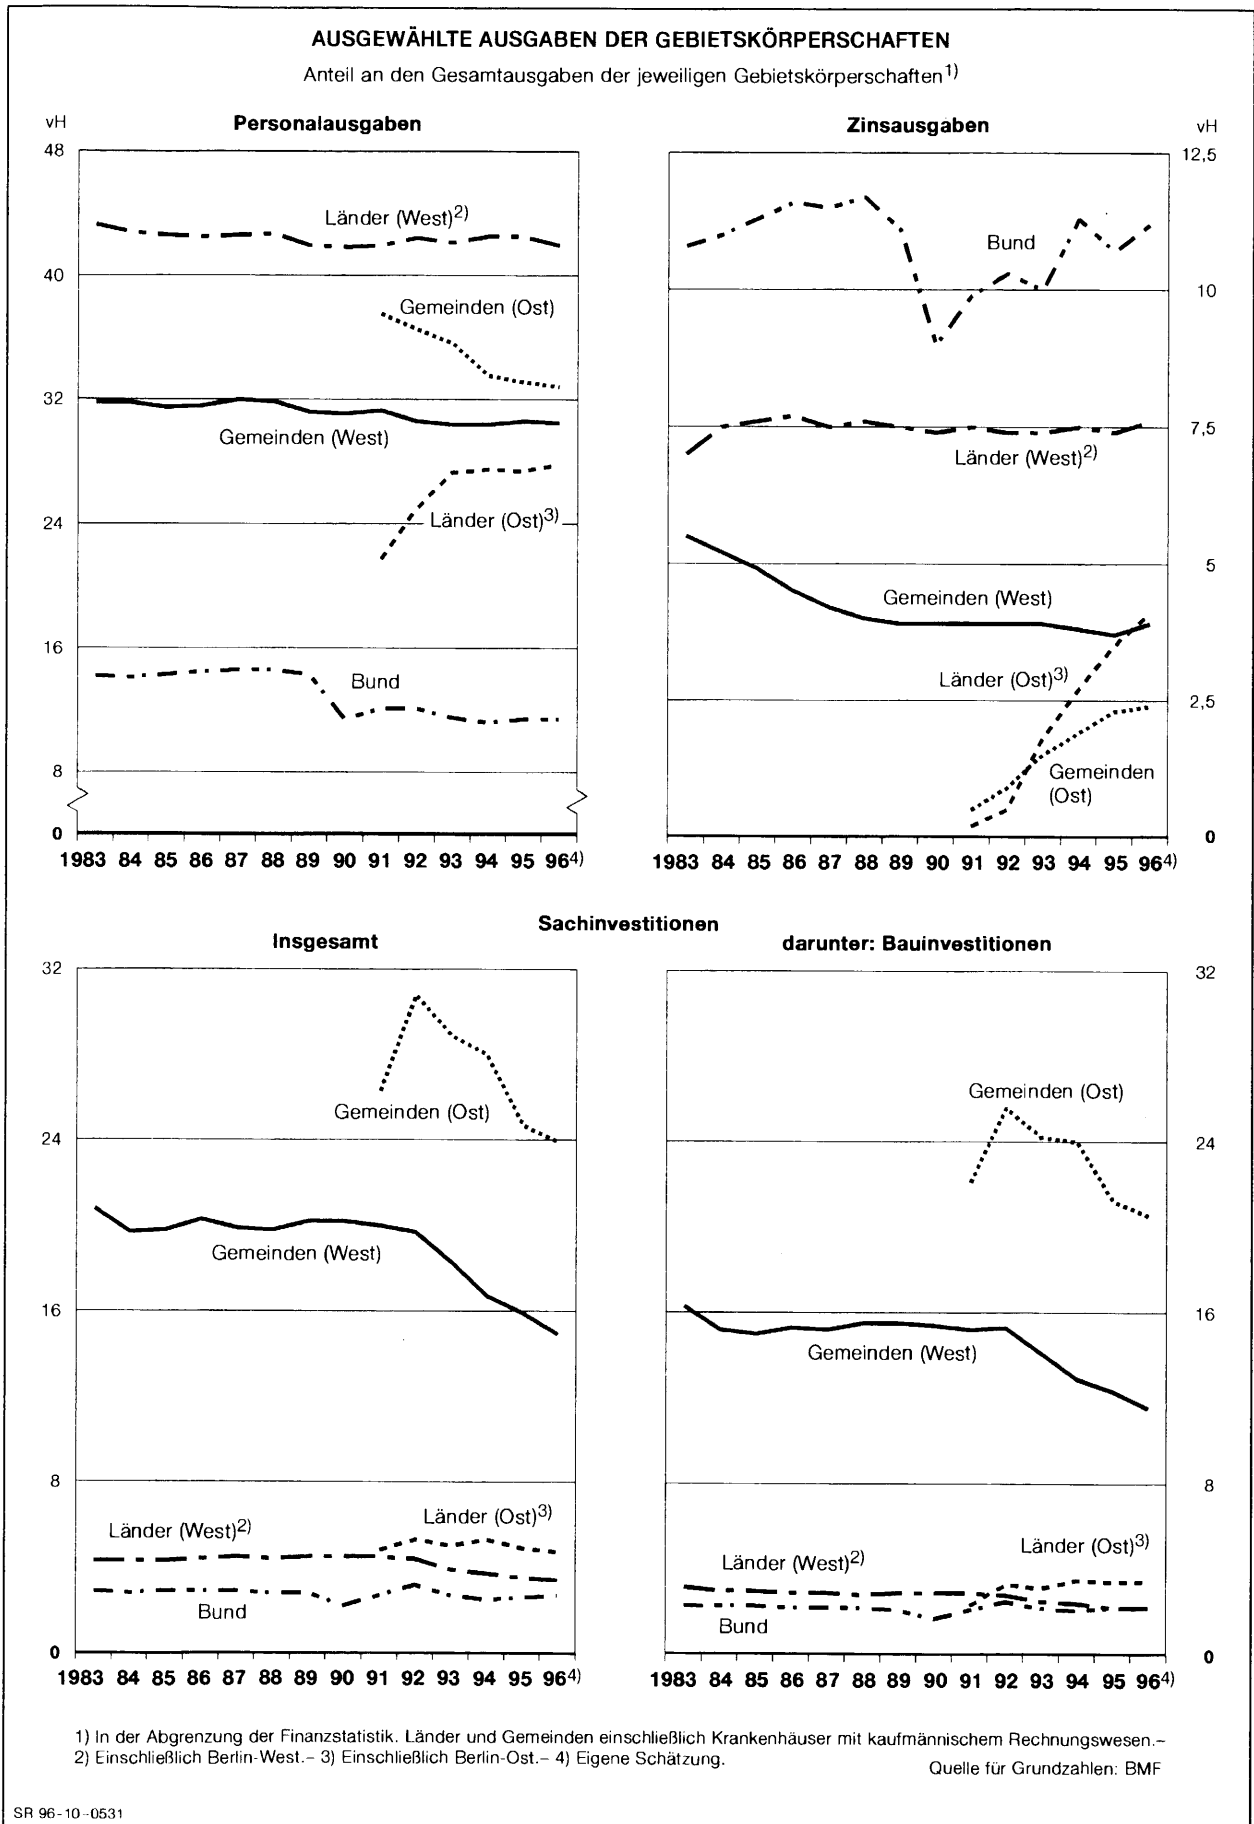 AUSGEWÄHLTE AUSGABEN DER GEBIETSKÖRPERSCHAFTEN
Anteil an den Gesamtausgaben der jeweiligen Gebietskörperschaften1)
vH
Personalausgaben
48
Länder (West)2)
40
Gemeinden (Ost)
32
Gemeinden (West)
24
Länder (Ost)3)
16
Bund
8
0
1983 84 85 86 87 88 89 90 91 92 93 94 95 964)
Zinsausgaben
vH
12,5
Bund
10
7,5
Länder (West)2)
5
Gemeinden (West)
Länder (Ost)3)
2,5
Gemeinden
(Ost)
0
1983 84 85 86 87 88 89 90 91 92 93 94 95 964)
Sachinvestitionen
Insgesamt
32
Gemeinden (Ost)
24
Gemeinden (West)
16
8
Länder (Ost)3)
Länder (West)2)
Bund
0
1983 84 85 86 87 88 89 90 91 92 93 94 95 964)
darunter: Bauinvestitionen
32
Gemeinden (Ost)
24
16
Gemeinden (West)
8
Länder (Ost)3)
Länder (West)2)
Bund
0
1983 84 85 86 87 88 89 90 91 92 93 94 95 964)
1) In der Abgrenzung der Finanzstatistik. Länder und Gemeinden einschließlich Krankenhäuser mit kaufmännischem Rechnungswesen.–
2) Einschließlich Berlin-West.– 3) Einschließlich Berlin-Ost.– 4) Eigene Schätzung.
Quelle für Grundzahlen: BMF
SR 96-10-0531